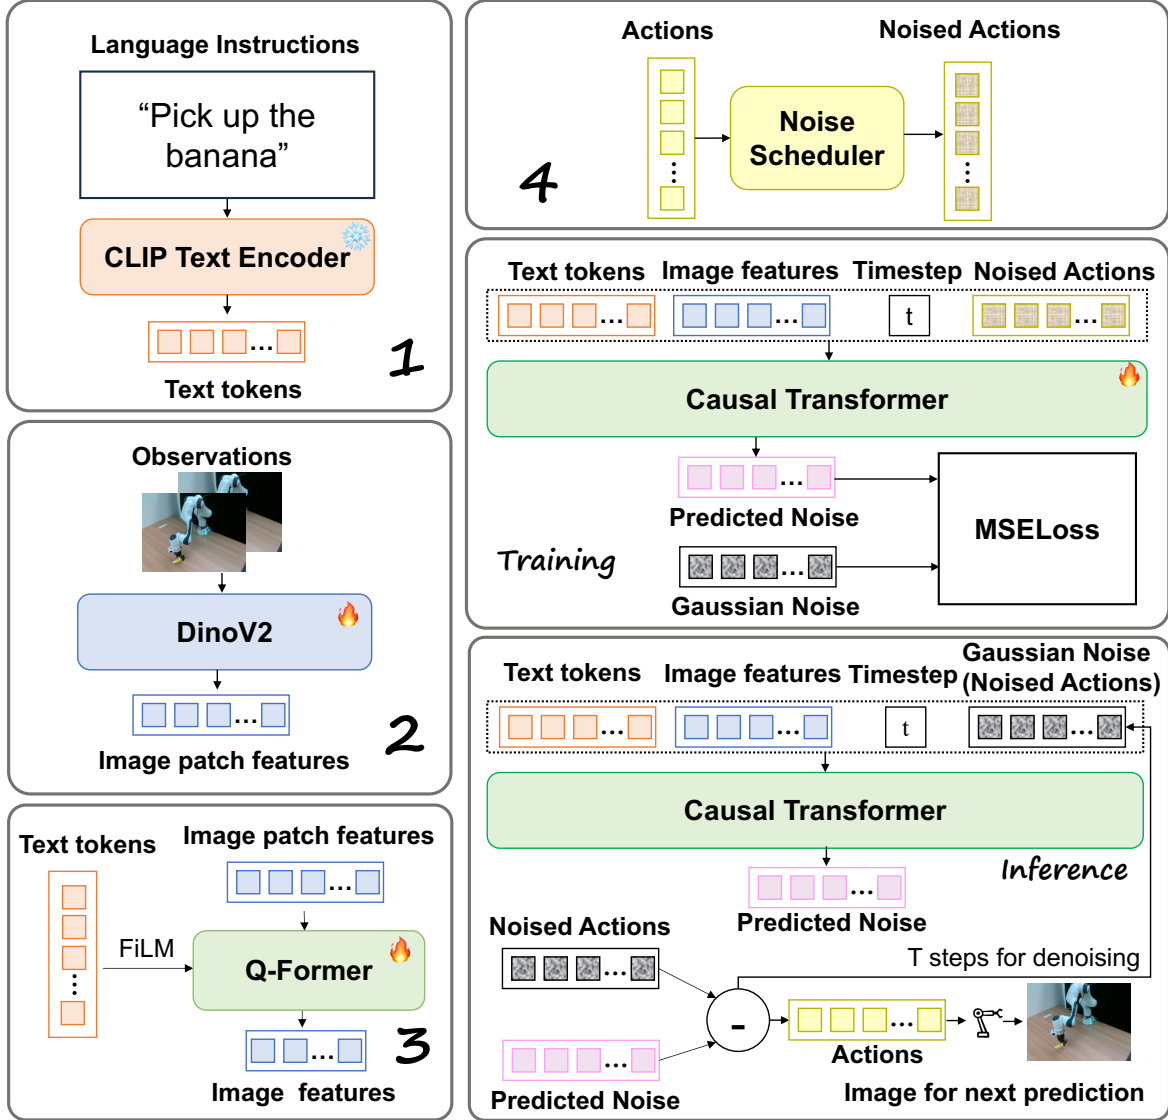 Language Instructions
“Pick up the
banana”
CLIP Text Encoder
...
Text tokens
1
Observations
DinoV2
...
Image patch features
2
Text tokens
Image patch features
...
FiLM
Q-Former
...
...
Image features
3
Actions
Noised Actions
Noise
Scheduler
...
...
4
Text tokens
Image features
Timestep
Noised Actions
...
...
t
...
Causal Transformer
...
Predicted Noise
MSELoss
Training
...
Gaussian Noise
Text tokens
Image features
Timestep
Gaussian Noise
(Noised Actions)
...
...
t
...
Causal Transformer
Inference
...
Predicted Noise
Noised Actions
...
T steps for denoising
-
...
Actions
...
Predicted Noise
Image for next prediction